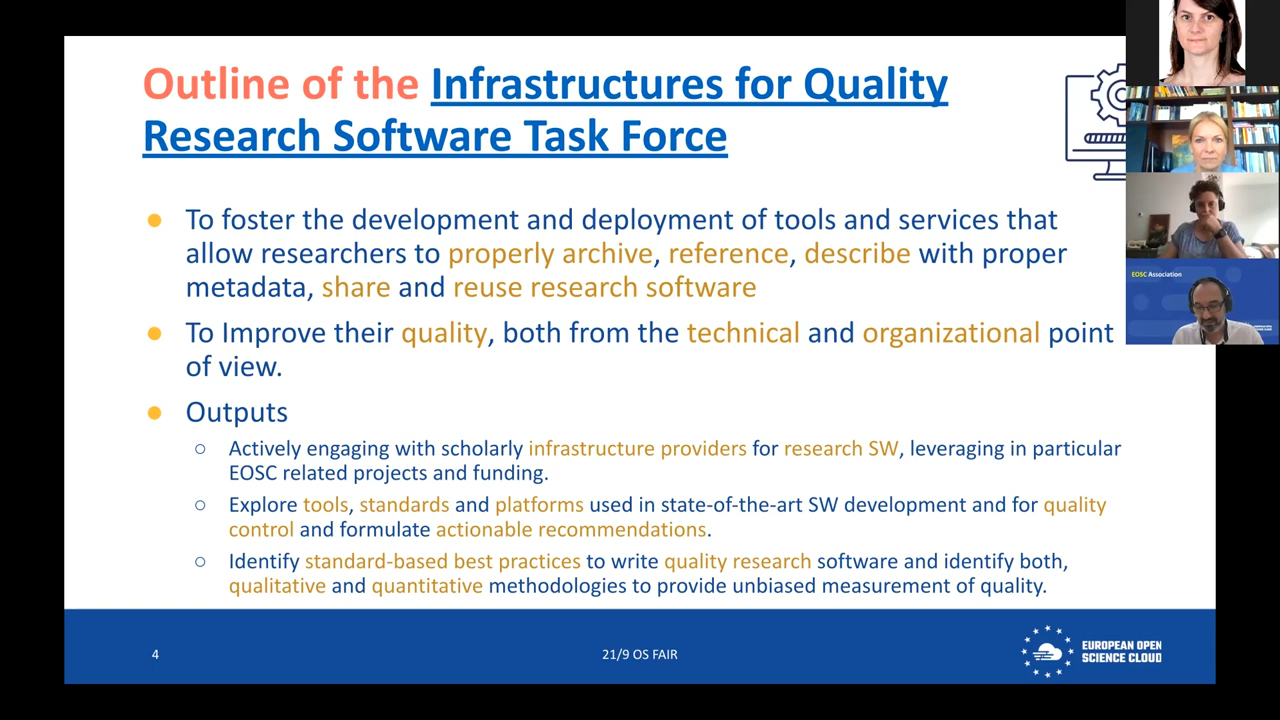 Outline of the Infrastructures for Quality
Research Software Task Force
To foster the development and deployment of tools and services that
allow researchers to properly archive, reference, describe with proper
metadata, share and reuse research software
To Improve their quality, both from the technical and organizational point
of view.
Outputs
Actively engaging with scholarly infrastructure providers for research SW, leveraging in particular
EOSC related projects and funding.
Explore tools, standards and platforms used in state-of-the-art SW development and for quality
control and formulate actionable recommendations.
Identify standard-based best practices to write quality research software and identify both,
qualitative and quantitative methodologies to provide unbiased measurement of quality.
4
21/9 OS FAIR
EUROPEAN OPEN
SCIENCE CLOUD
EOSC Association